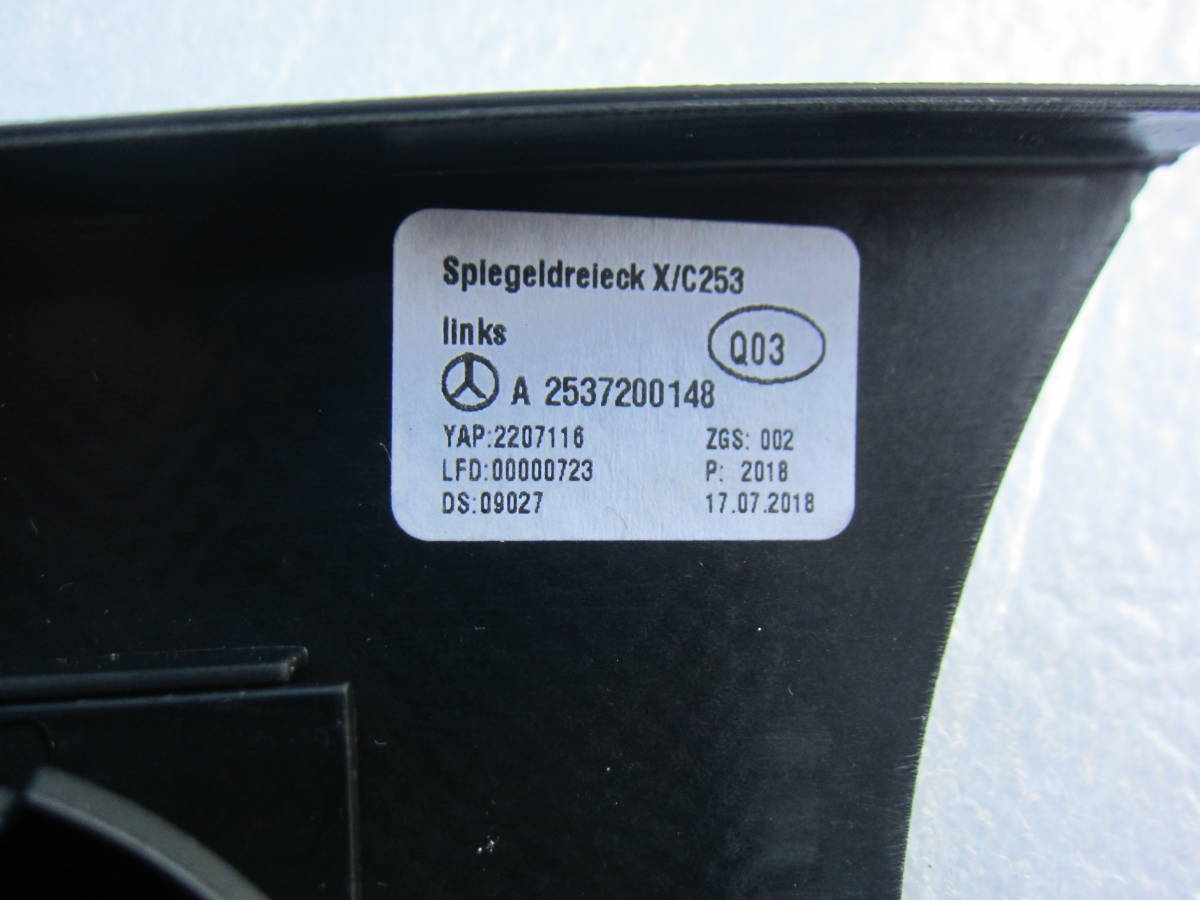 Spiegeldreieck X/C253
links
Q03
A 2537200148
YAP:2207116 ZGS: 002
LFD:00000723 P: 2018
DS:09027 17.07.2018